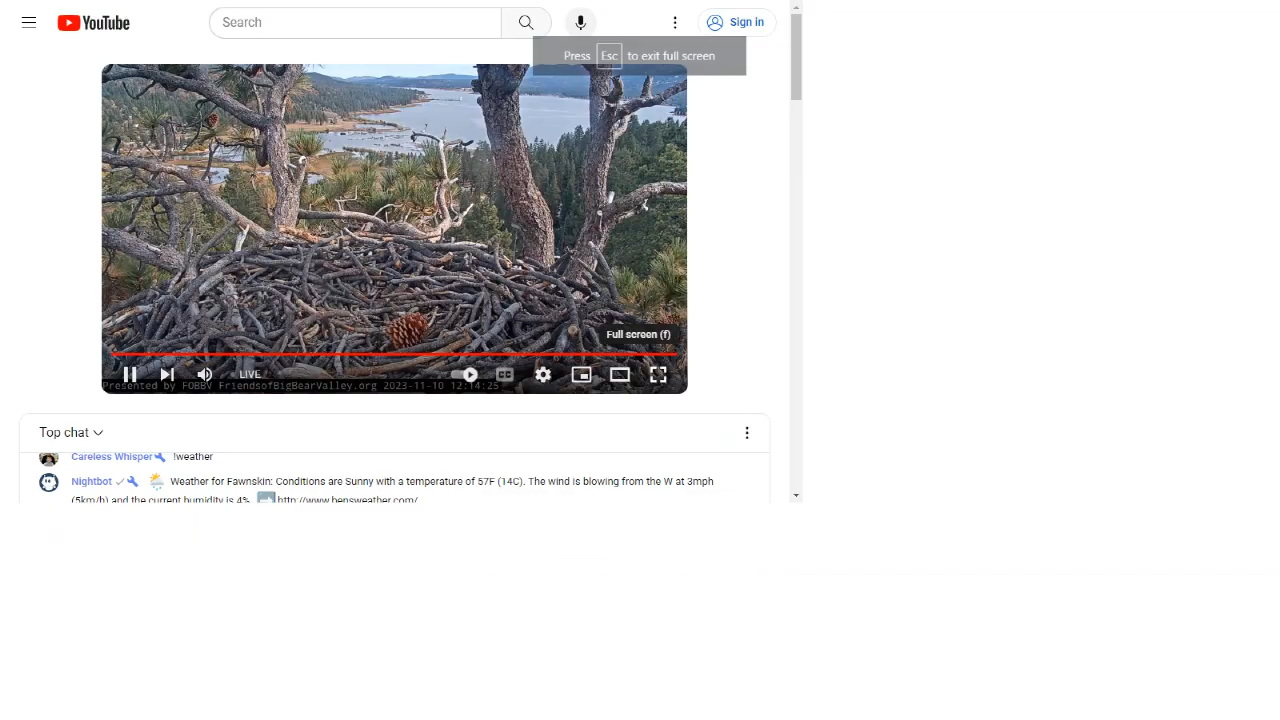 YouTube
Search
Sign in
Press Esc to exit full screen
Full screen (f)
LIVE
CC
Presented by FOBBV FriendsofBigBearValley.org 2023-11-10 12:14:25
Top chat
Careless Whisper !weather
Nightbot Weather for Fawnskin: Conditions are Sunny with a temperature of 57F (14C). The wind is blowing from the W at 3mph
(5km/h) and the current humidity is 4%. http://www.bensweather.com/